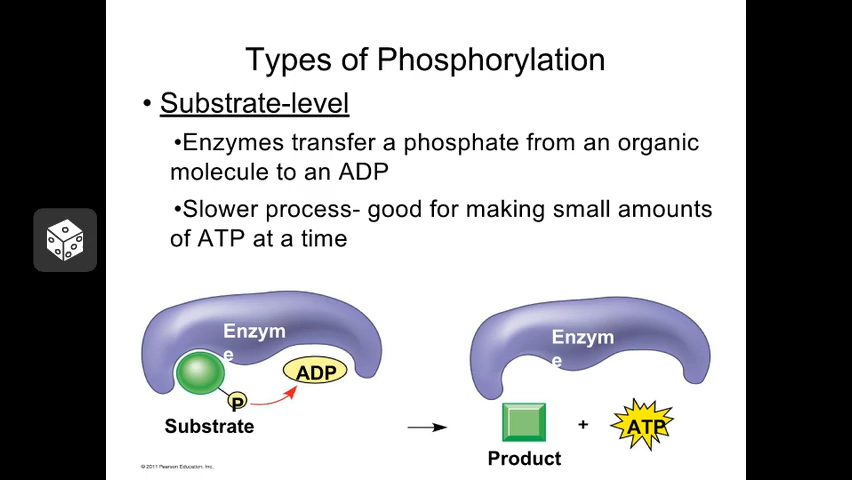 Types of Phosphorylation
• Substrate-level
•Enzymes transfer a phosphate from an organic
molecule to an ADP
•Slower process- good for making small amounts
of ATP at a time
Enzym
e
ADP
P
Substrate
Enzym
e
+
ATP
Product
© 2011 Pearson Education, Inc.